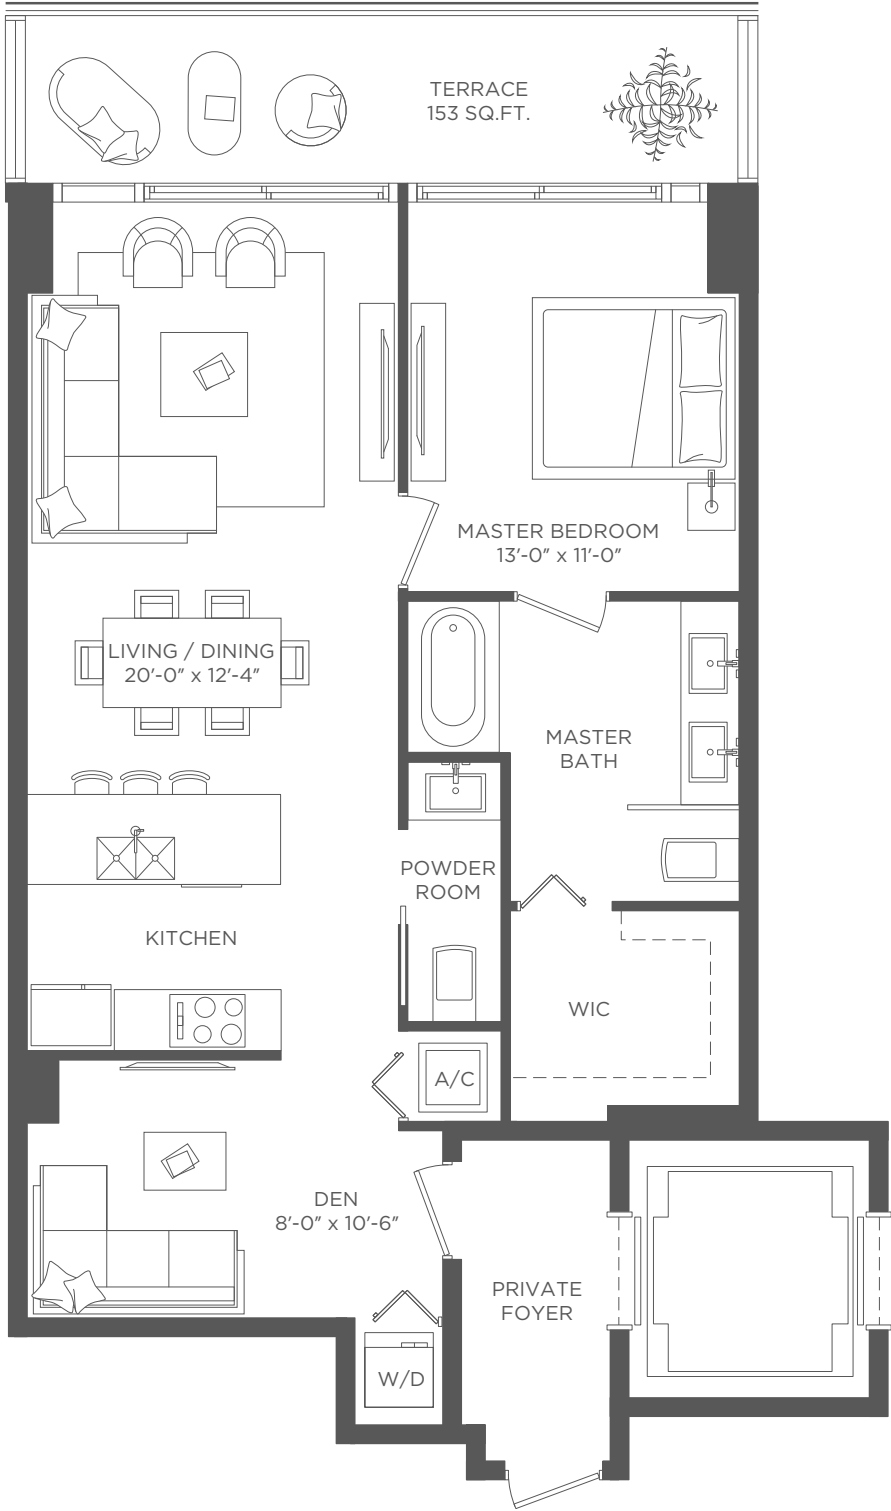 TERRACE
153 SQ.FT.
MASTER BEDROOM
13'-0" x 11'-0"
LIVING / DINING
20'-0" x 12'-4"
MASTER
BATH
POWDER
ROOM
KITCHEN
WIC
A/C
DEN
8'-0" x 10'-6"
PRIVATE
FOYER
W/D